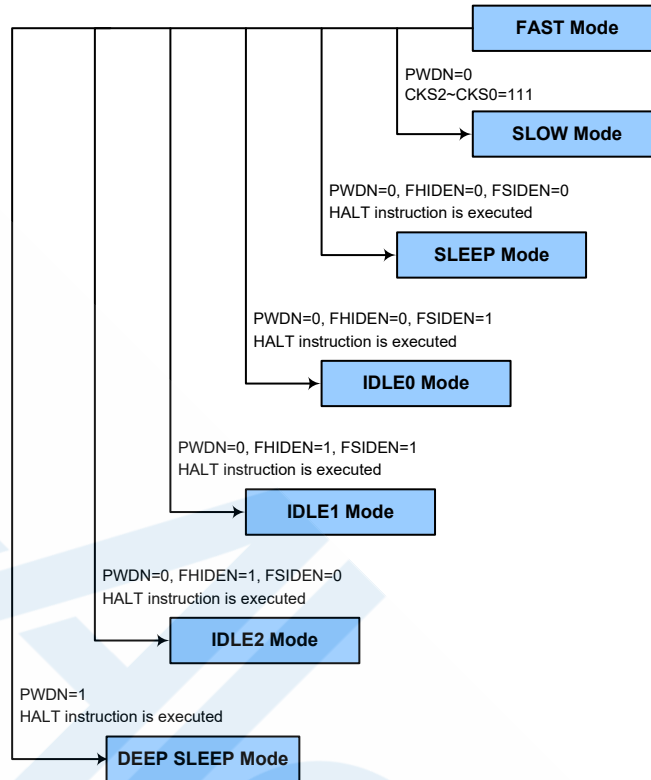 FAST Mode
PWDN=0
CKS2~CKS0=111
SLOW Mode
PWDN=0, FHIDEN=0, FSIDEN=0
HALT instruction is executed
SLEEP Mode
PWDN=0, FHIDEN=0, FSIDEN=1
HALT instruction is executed
IDLE0 Mode
PWDN=0, FHIDEN=1, FSIDEN=1
HALT instruction is executed
IDLE1 Mode
PWDN=0, FHIDEN=1, FSIDEN=0
HALT instruction is executed
IDLE2 Mode
PWDN=1
HALT instruction is executed
DEEP SLEEP Mode